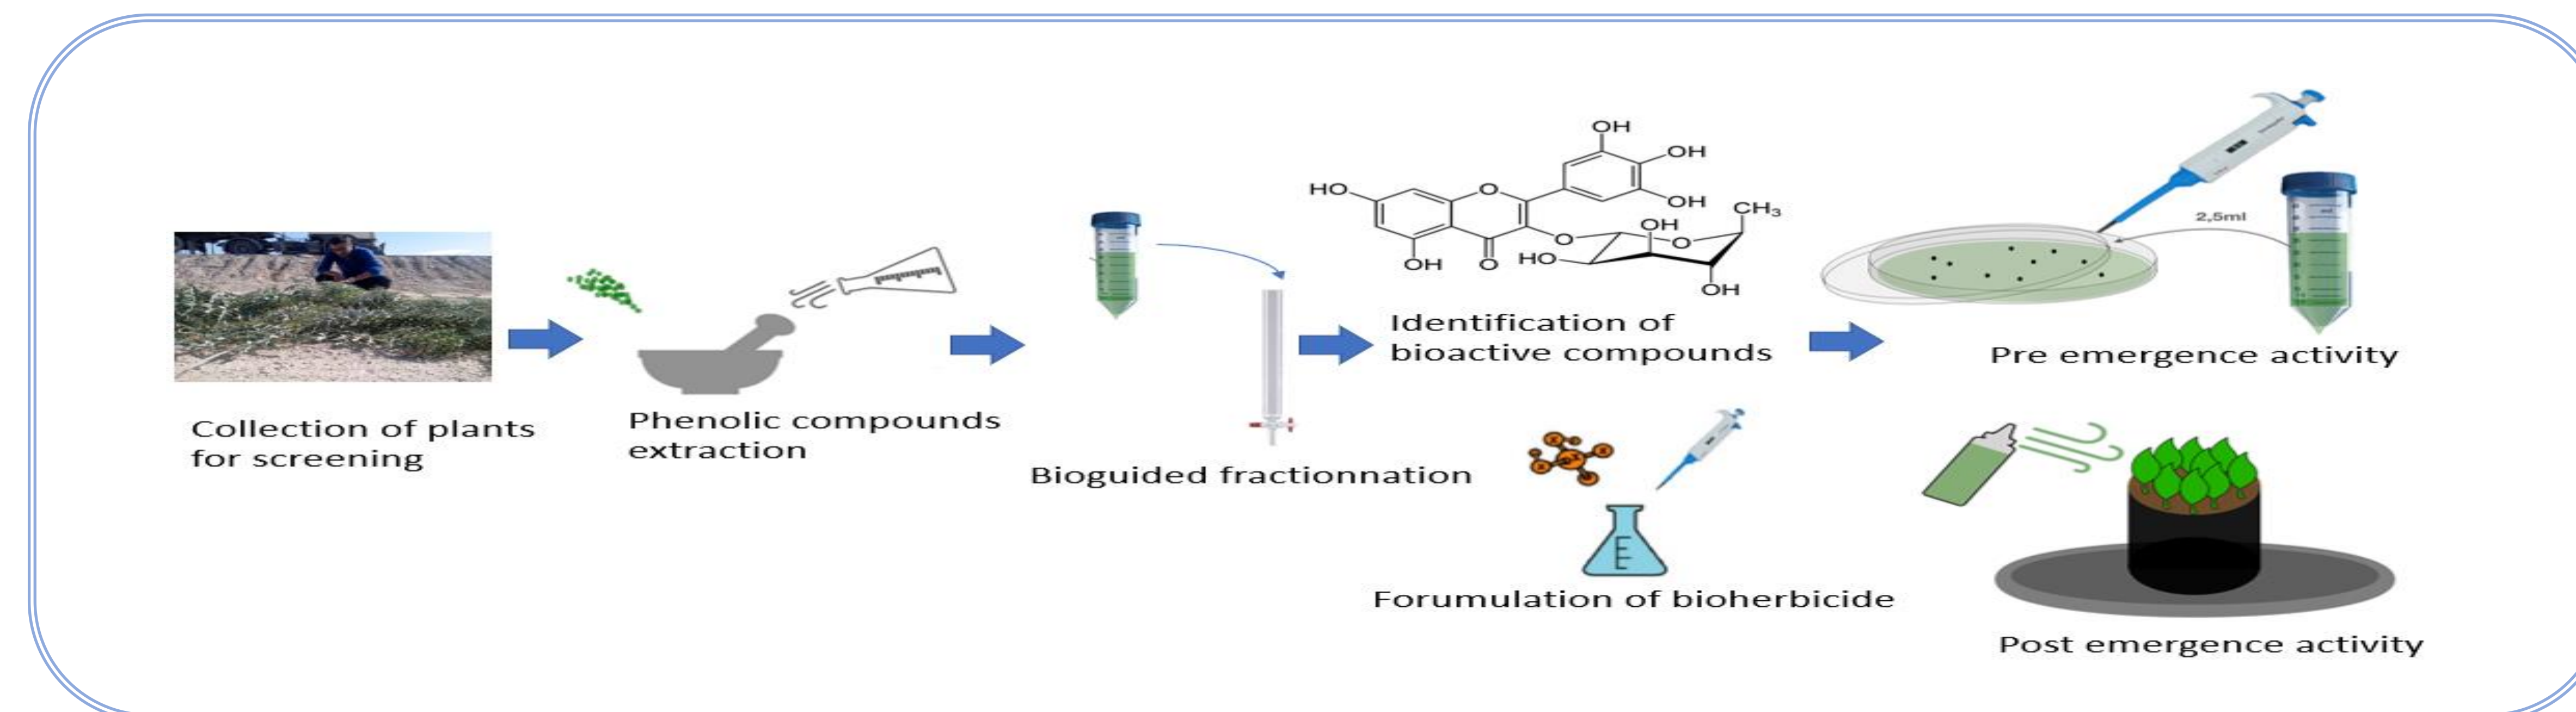 Collection of plants
for screening
Phenolic compounds
extraction
Bioguided fractionnation
OH
OH
HO
O
OH
CH3
OH
O
O
OH
O
HO
OH
Identification of
bioactive compounds
Forumulation of bioherbicide
2,5ml
Pre emergence activity
Post emergence activity